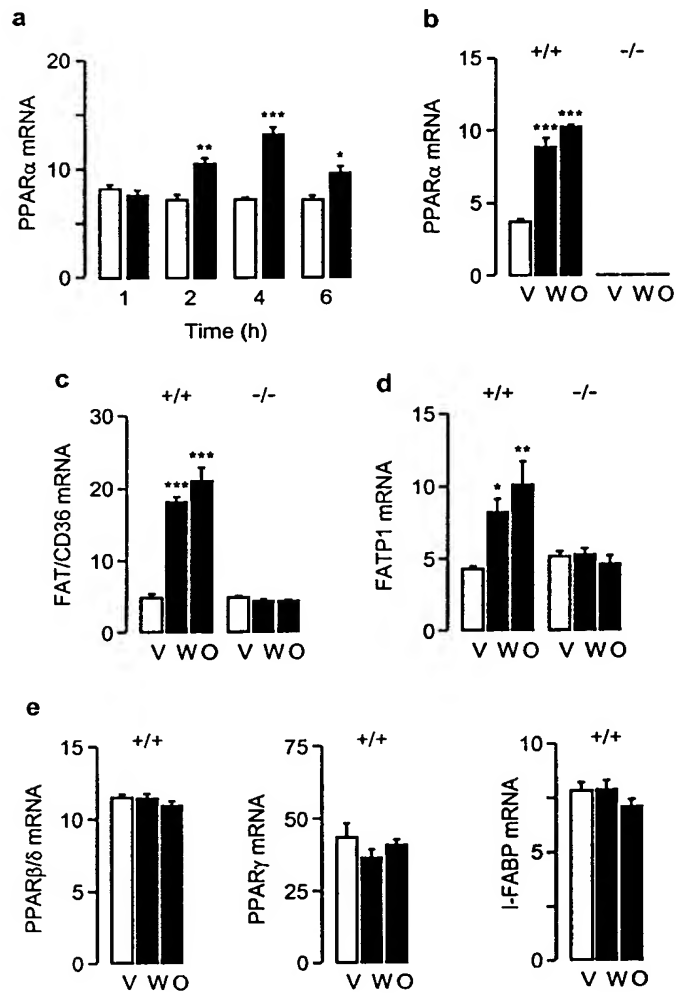 a
PPARα mRNA
20
15
10
5
0
** *** *
1 2 4 6
Time (h)
b
+/+ -/-
PPARα mRNA
15
10
5
0
*** ***
V W O V W O
c
+/+ -/-
FAT/CD36 mRNA
30
20
10
0
*** ***
V W O V W O
d
+/+ -/-
FATP1 mRNA
15
10
5
0
* **
V W O V W O
e
+/+
PPARβ/δ mRNA
15
10
5
0
V W O
+/+
PPARγ mRNA
75
50
25
0
V W O
+/+
I-FABP mRNA
10
5
0
V W O